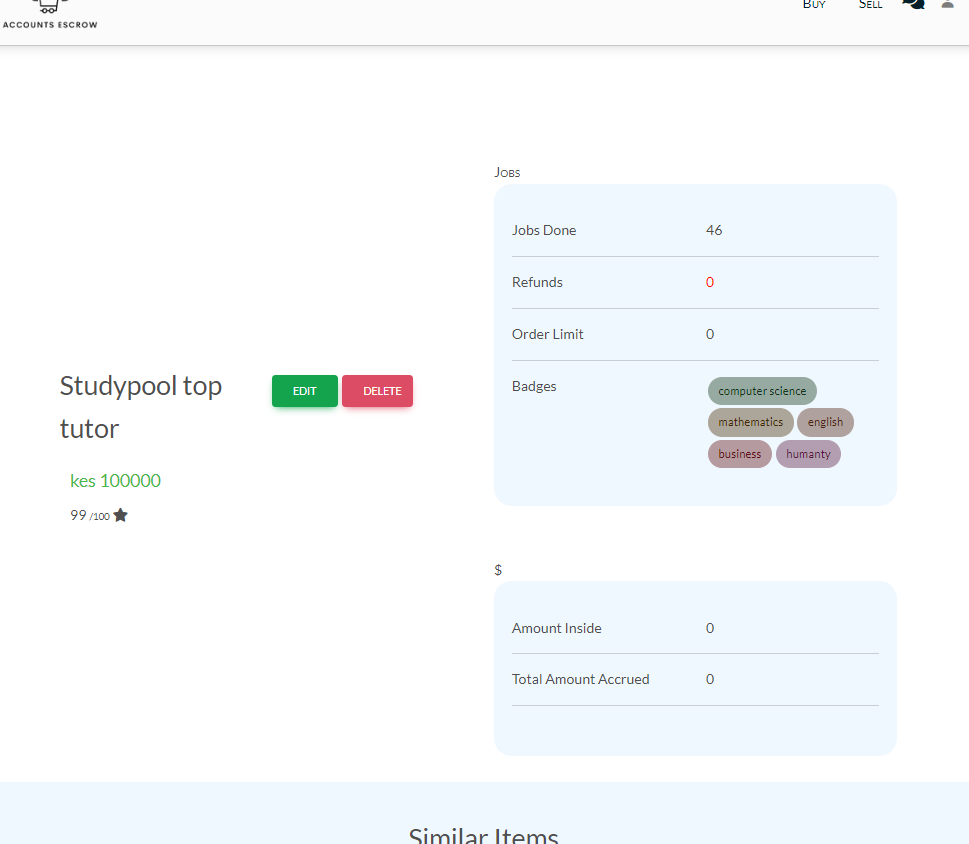 ACCOUNTS ESCROW
Buy Sell
Studypool top
tutor
EDIT DELETE
kes 100000
99 /100
Jobs
Jobs Done 46
Refunds 0
Order Limit 0
Badges computer science
mathematics english
business humanty
$
Amount Inside 0
Total Amount Accrued 0
Similar Items